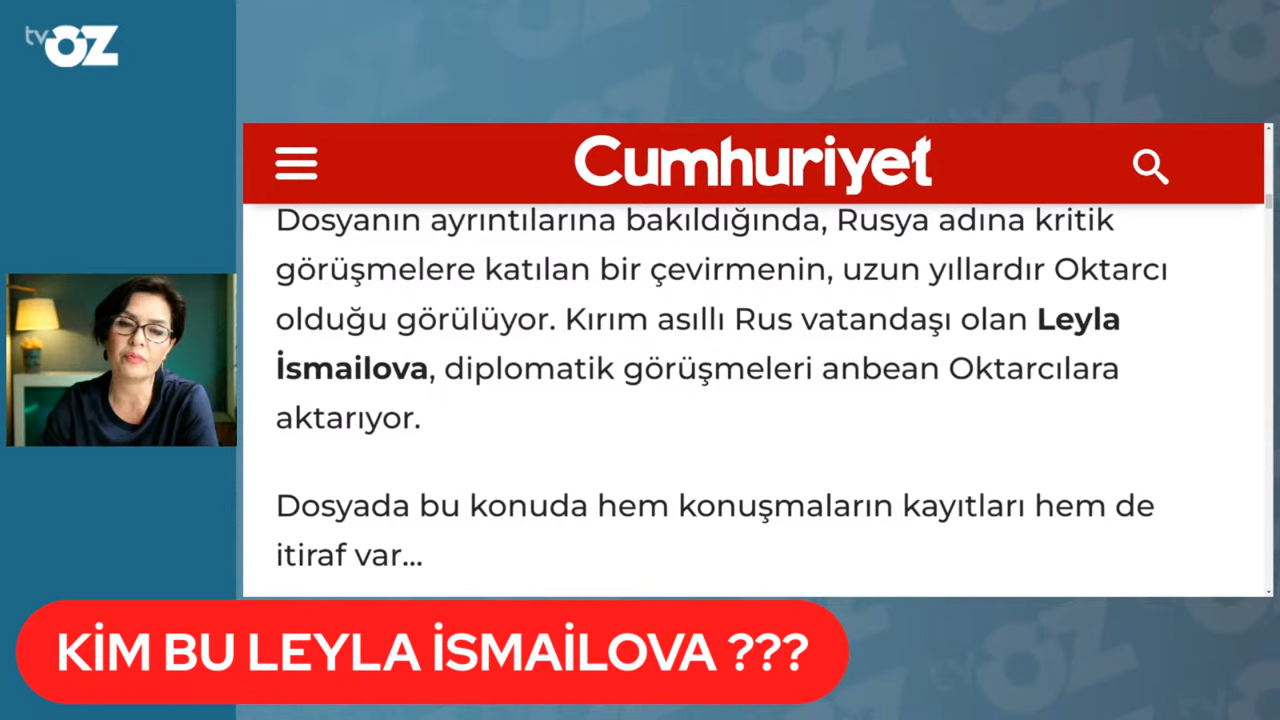 tv ÖZ
Cumhuriyet
Dosyanın ayrıntılarına bakıldığında, Rusya adına kritik
görüşmelere katılan bir çevirmenin, uzun yıllardır Oktarcı
olduğu görülüyor. Kırım asıllı Rus vatandaşı olan Leyla
İsmailova, diplomatik görüşmeleri anbean Oktarcılara
aktarıyor.
Dosyada bu konuda hem konuşmaların kayıtları hem de
itiraf var...
KİM BU LEYLA İSMAİLOVA ???